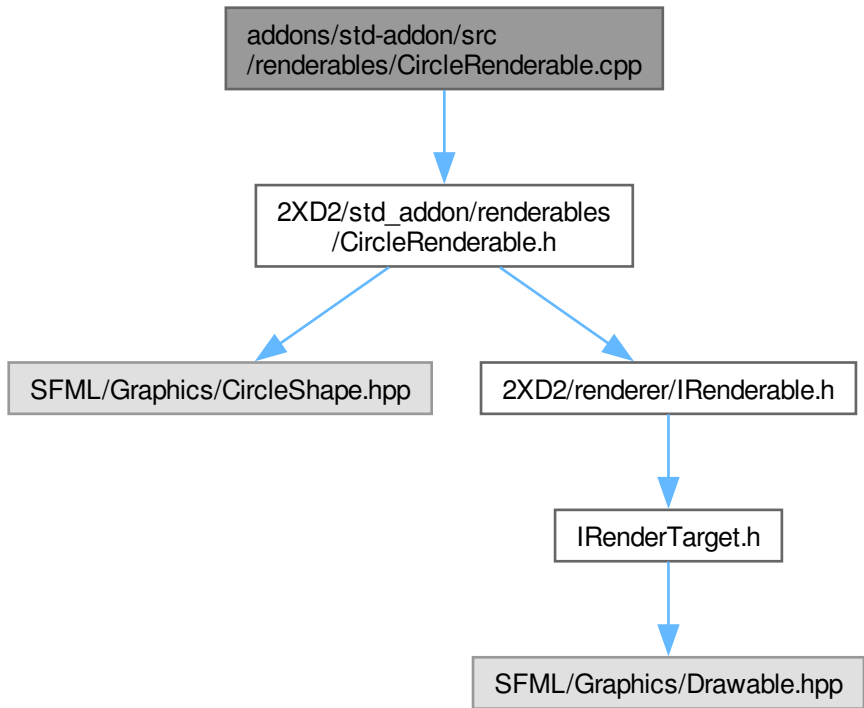 addons/std-addon/src
/renderables/CircleRenderable.cpp
2XD2/std_addon/renderables
/CircleRenderable.h
SFML/Graphics/CircleShape.hpp
2XD2/renderer/IRenderable.h
IRenderTarget.h
SFML/Graphics/Drawable.hpp